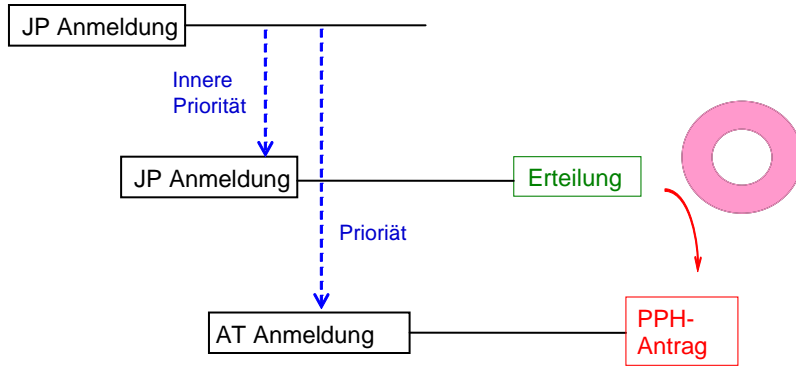 JP Anmeldung
Innere
Priorität
JP Anmeldung
Erteilung
Prioriät
AT Anmeldung
PPH-
Antrag